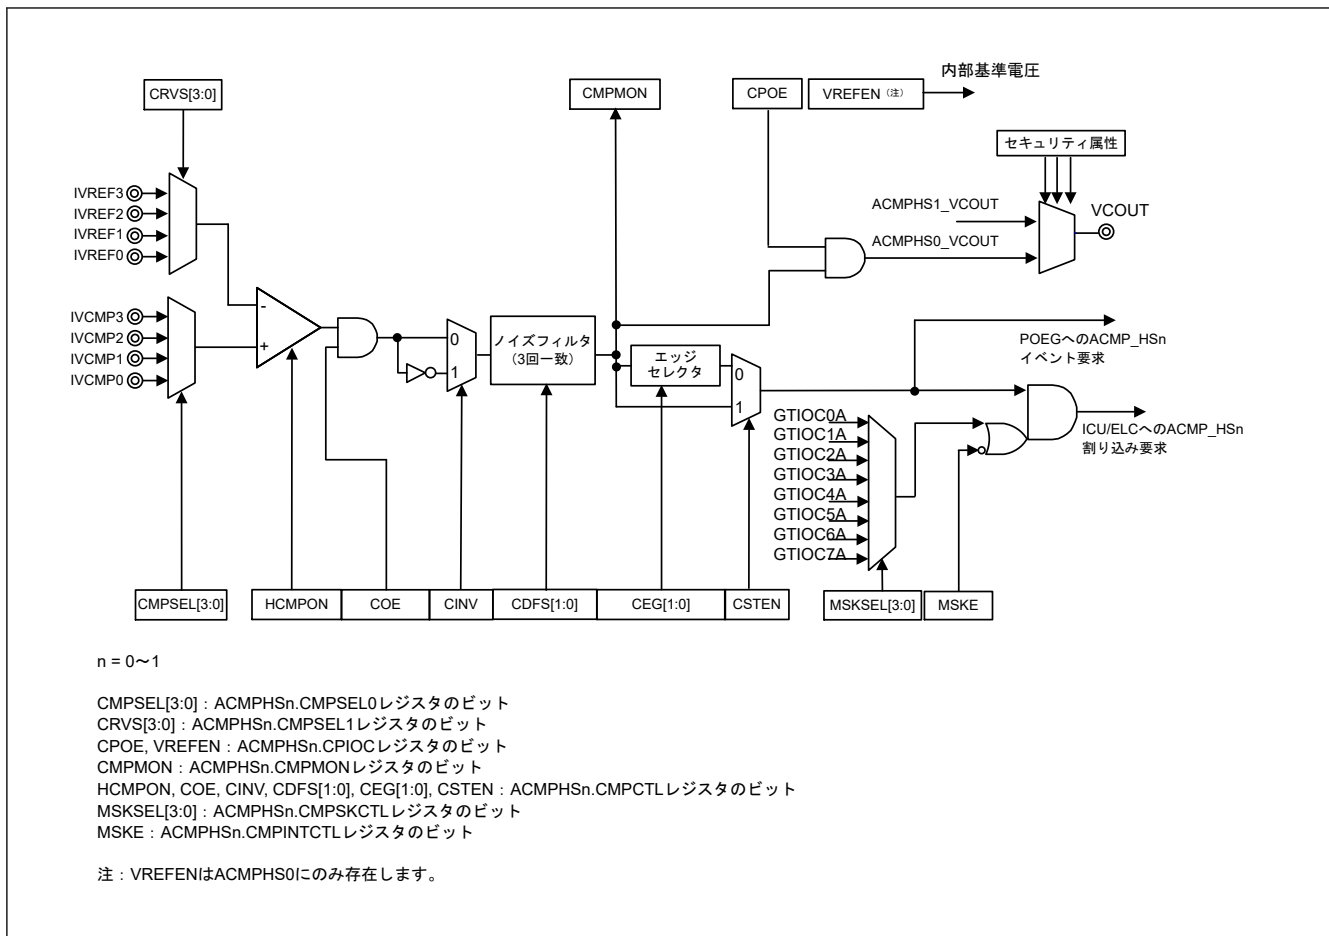 内部基準電圧
CRVS[3:0]
CMPMON
CPOE
VREFEN (注)
セキュリティ属性
IVREF3
IVREF2
IVREF1
IVREF0
ACMPHS1_VCOUT
VCOUT
ACMPHS0_VCOUT
IVCMP3
IVCMP2
IVCMP1
IVCMP0
-
+
0
1
ノイズフィルタ
(3回一致)
エッジ
セレクタ
0
1
POEGへのACMP_HSn
イベント要求
GTIOC0A
GTIOC1A
GTIOC2A
GTIOC3A
GTIOC4A
GTIOC5A
GTIOC6A
GTIOC7A
ICU/ELCへのACMP_HSn
割り込み要求
CMPSEL[3:0]
HCMPON
COE
CINV
CDFS[1:0]
CEG[1:0]
CSTEN
MSKSEL[3:0]
MSKE
n = 0～1
CMPSEL[3:0]：ACMPHSn.CMPSEL0レジスタのビット
CRVS[3:0]：ACMPHSn.CMPSEL1レジスタのビット
CPOE, VREFEN：ACMPHSn.CPIOCレジスタのビット
CMPMON：ACMPHSn.CMPMONレジスタのビット
HCMPON, COE, CINV, CDFS[1:0], CEG[1:0], CSTEN：ACMPHSn.CMPCTLレジスタのビット
MSKSEL[3:0]：ACMPHSn.CMPSKCTLレジスタのビット
MSKE：ACMPHSn.CMPINTCTLレジスタのビット
注：VREFENはACMPHS0にのみ存在します。